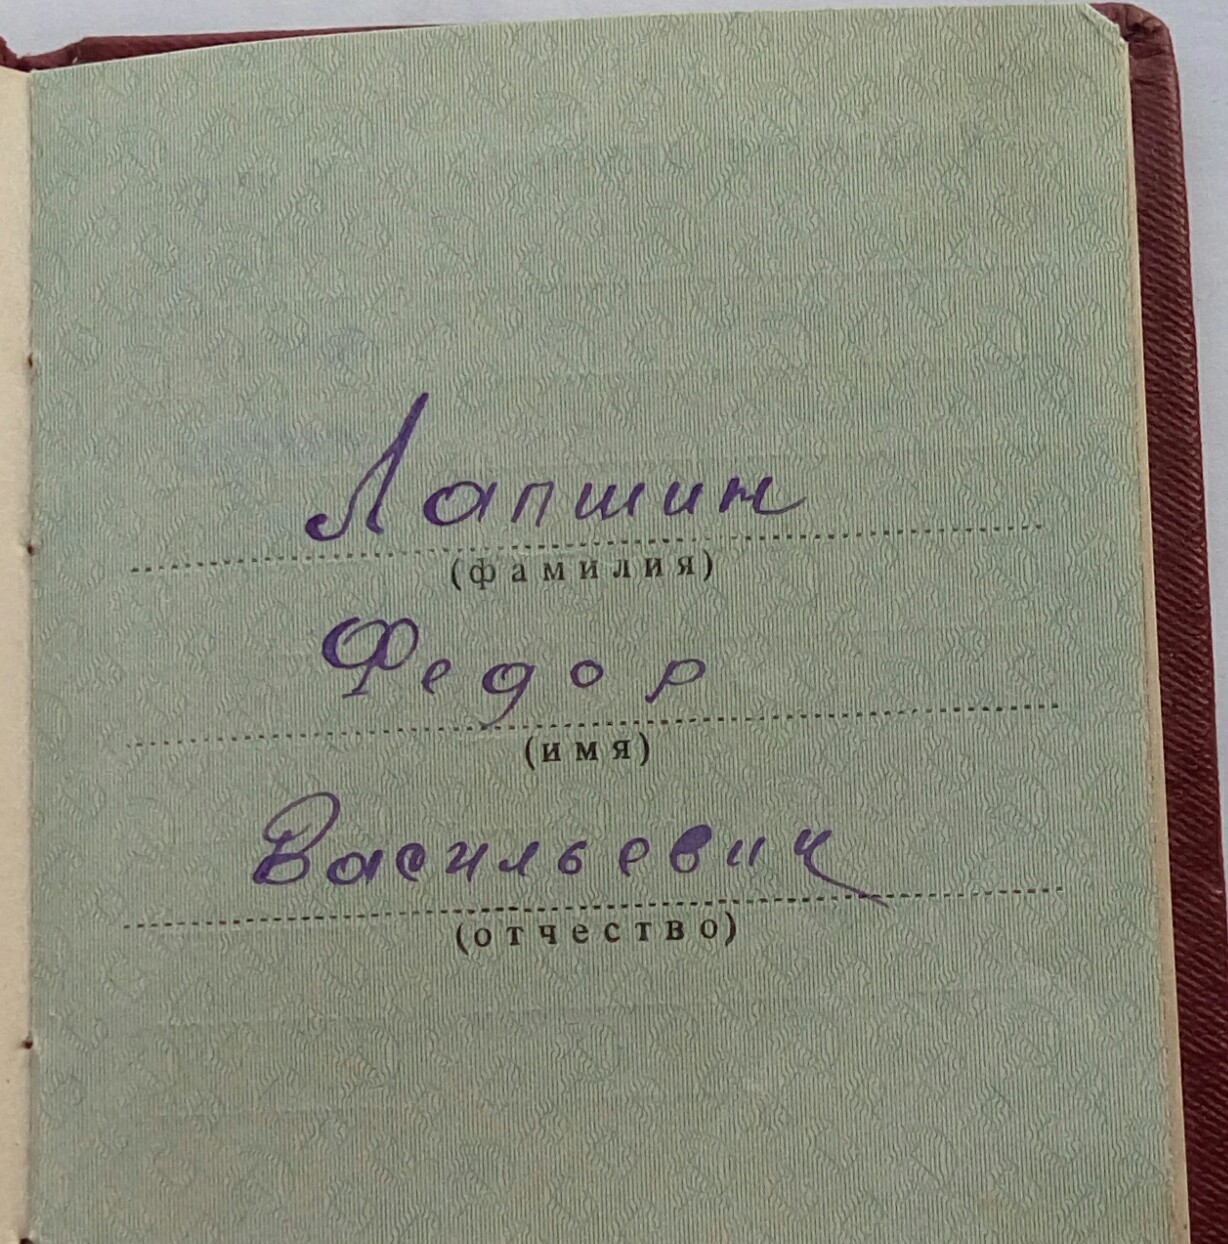 Лапшин
(фамилия)
Федор
(имя)
Васильевич
(отчество)